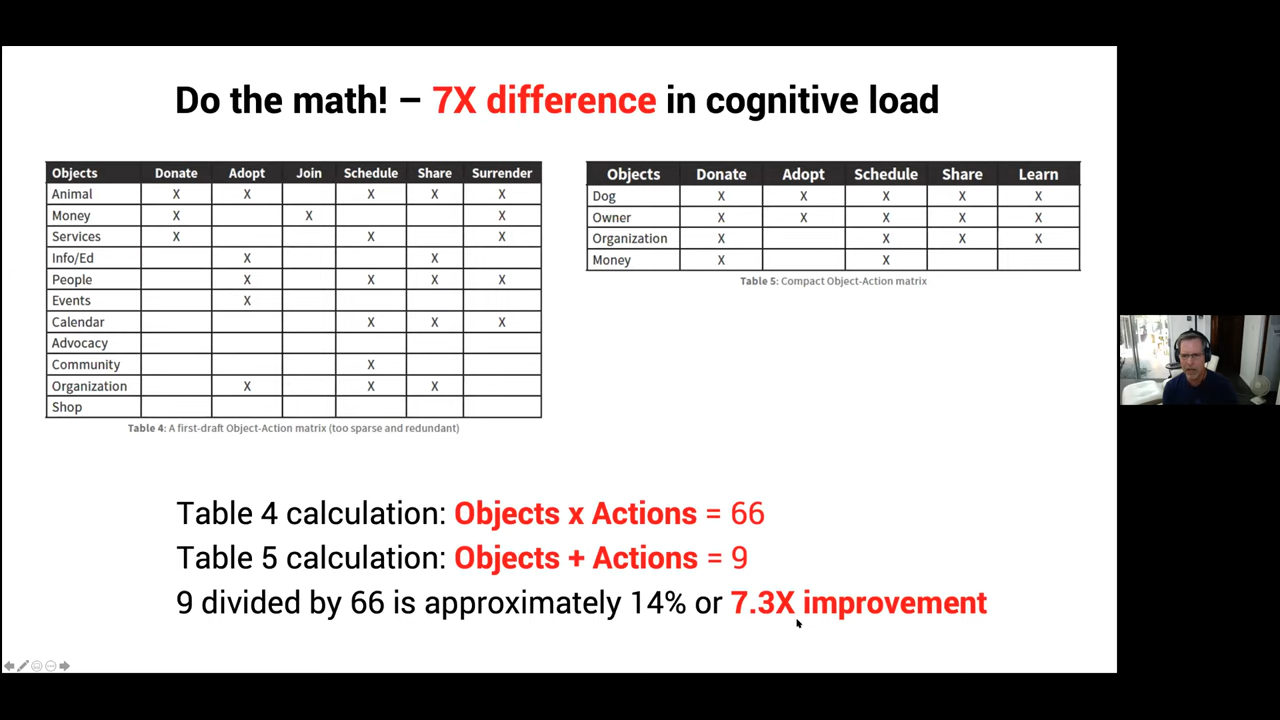 Do the math! – 7X difference in cognitive load
Objects Donate Adopt Join Schedule Share Surrender
Animal X X X X X
Money X X X
Services X X X
Info/Ed X X
People X X X X
Events X
Calendar X X X
Advocacy
Community X
Organization X X X
Shop
Table 4: A first-draft Object-Action matrix (too sparse and redundant)
Objects Donate Adopt Schedule Share Learn
Dog X X X X X
Owner X X X X X
Organization X X X X
Money X X
Table 5: Compact Object-Action matrix
Table 4 calculation: Objects x Actions = 66
Table 5 calculation: Objects + Actions = 9
9 divided by 66 is approximately 14% or 7.3X improvement